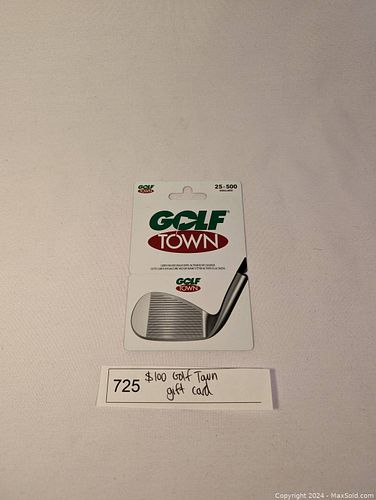 GOLF
TOWN
25-500
GOLF
TOWN
GOLF
TOWN
725
$100 Golf Town
gift card
Copyright 2024 - MaxSold.com